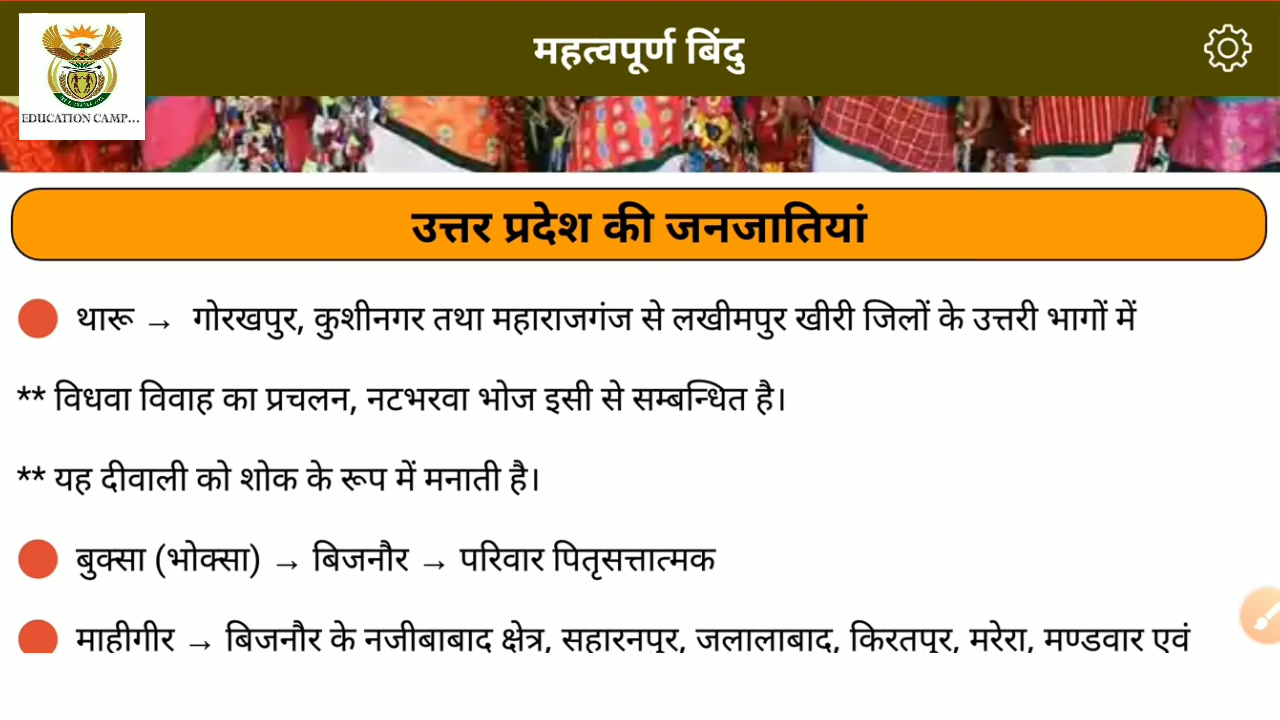 महत्वपूर्ण बिंदु
EDUCATION CAMP...
उत्तर प्रदेश की जनजातियां
थारू → गोरखपुर, कुशीनगर तथा महाराजगंज से लखीमपुर खीरी जिलों के उत्तरी भागों में
** विधवा विवाह का प्रचलन, नटभरवा भोज इसी से सम्बन्धित है।
** यह दीवाली को शोक के रूप में मनाती है।
बुक्सा (भोक्सा) → बिजनौर → परिवार पितृसत्तात्मक
माहीगीर → बिजनौर के नजीबाबाद क्षेत्र, सहारनपुर, जलालाबाद, किरतपुर, मरेरा, मण्डवार एवं